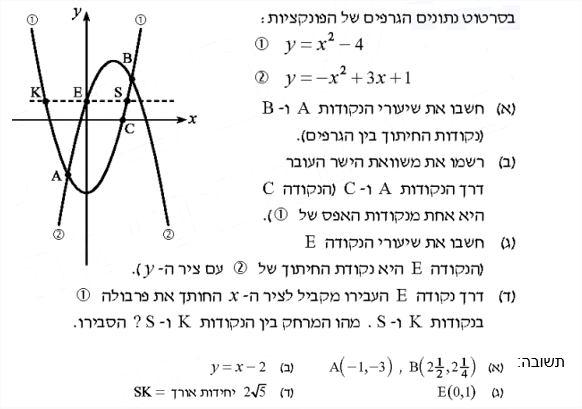 בסרטוט נתונים הגרפים של הפונקציות:
① y = x² − 4
② y = −x² + 3x + 1
(א) חשבו את שיעורי הנקודות A ו- B
(נקודות החיתוך בין הגרפים).
(ב) רשמו את משוואת הישר העובר
דרך הנקודות A ו- C (הנקודה C
היא אחת מנקודות האפס של ①).
(ג) חשבו את שיעורי הנקודה E
(הנקודה E היא נקודת החיתוך של ② עם ציר ה- y).
(ד) דרך נקודה E העבירו מקביל לציר ה- x החותך את פרבולה ①
בנקודות K ו- S. מהו המרחק בין הנקודות K ו- S? הסבירו.
תשובה: (א) A(−1,−3) , B(2½,2¼) (ב) y = x − 2
(ג) E(0,1) (ד) SK = 2√5 יחידות אורך
① y ①
B
K E S
x
C
A
② ②